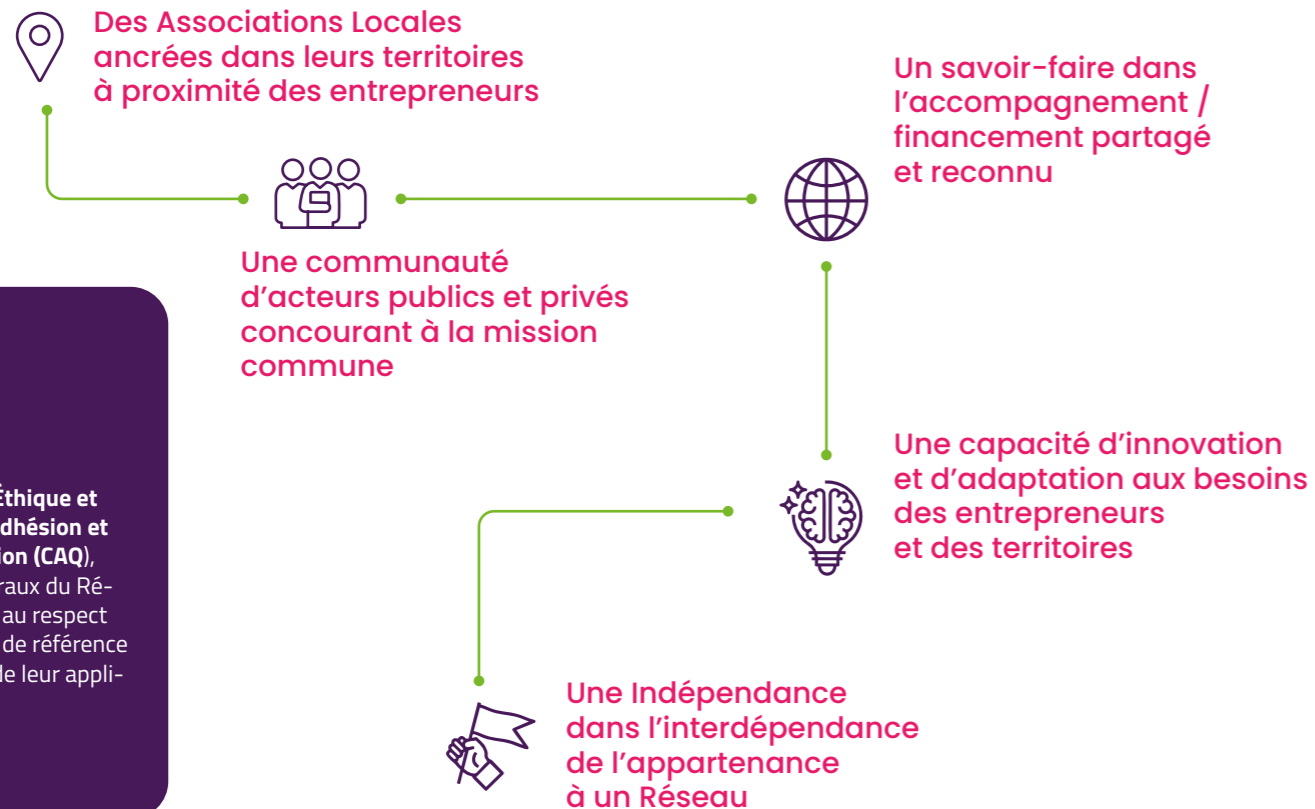 Des Associations Locales
ancrées dans leurs territoires
à proximité des entrepreneurs
Un savoir-faire dans
l'accompagnement /
financement partagé
et reconnu
Une communauté
d'acteurs publics et privés
concourant à la mission
commune
Éthique et
dhésion et
ion (CAQ),
raux du Ré-
au respect
de référence
de leur appli-
Une capacité d'innovation
et d'adaptation aux besoins
des entrepreneurs
et des territoires
Une Indépendance
dans l'interdépendance
de l'appartenance
à un Réseau